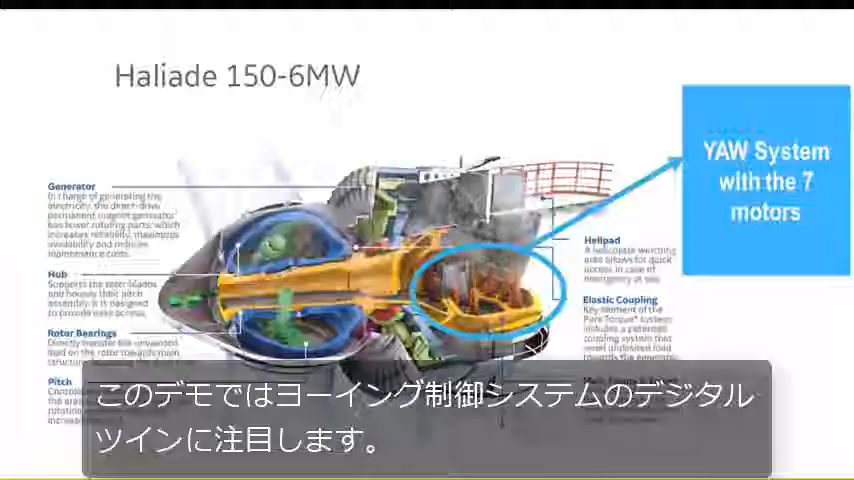 Haliade 150-6MW
YAW System
with the 7
motors
Generator
In charge of generating the
electricity, the direct-drive
permanent magnet generator
has fewer rotating parts, which
increases reliability, maximizes
availability and reduces
maintenance costs.
Hub
Supports the rotor blades
and houses their pitch
assembly. It is designed
to provide easy access.
Rotor Bearings
Directly transfer the unwanted
load on the rotor towards main
Pitch
Helipad
A helicopter winching
area allows for quick
access in case of
emergency at sea.
Elastic Coupling
Key element of the
Pure Torque® system
includes a patented
coupling system that
load
towards the
このデモではヨーイング制御システムのデジタル
ツインに注目します。